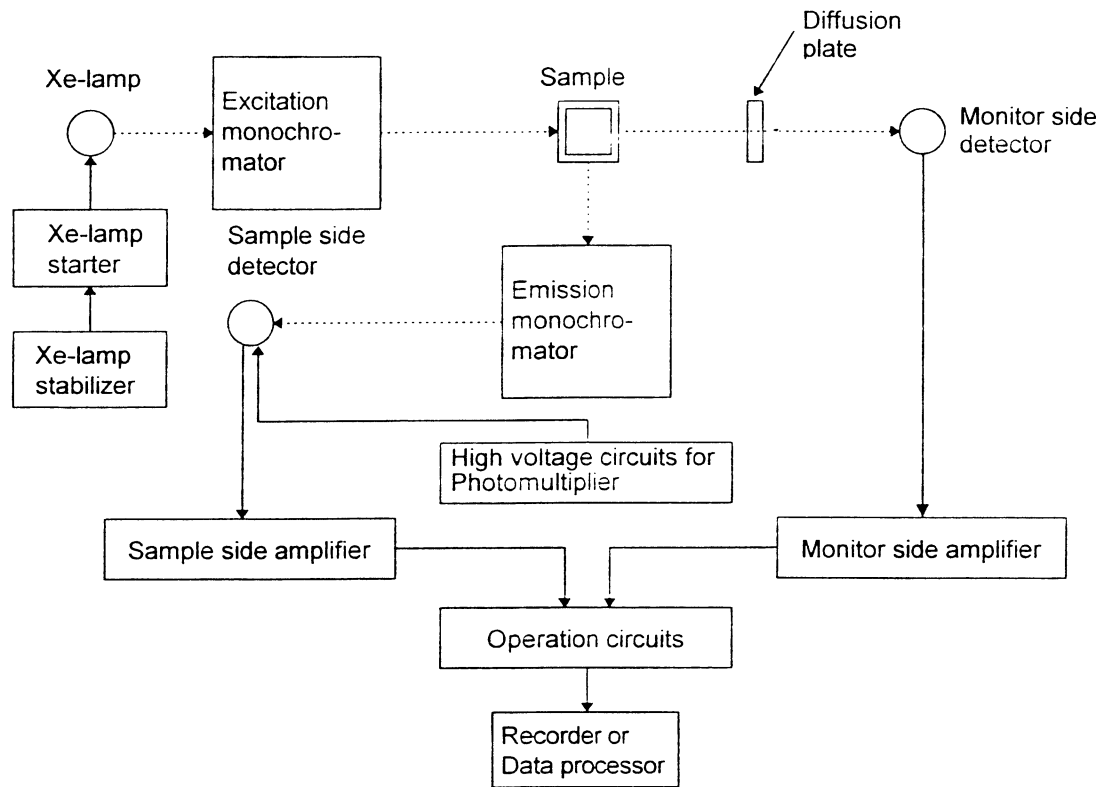 Diffusion
plate
Xe-lamp
Excitation
monochro-
mator
Sample
Monitor side
detector
Xe-lamp
starter
Sample side
detector
Emission
monochro-
mator
Xe-lamp
stabilizer
High voltage circuits for
Photomultiplier
Sample side amplifier
Monitor side amplifier
Operation circuits
Recorder or
Data processor